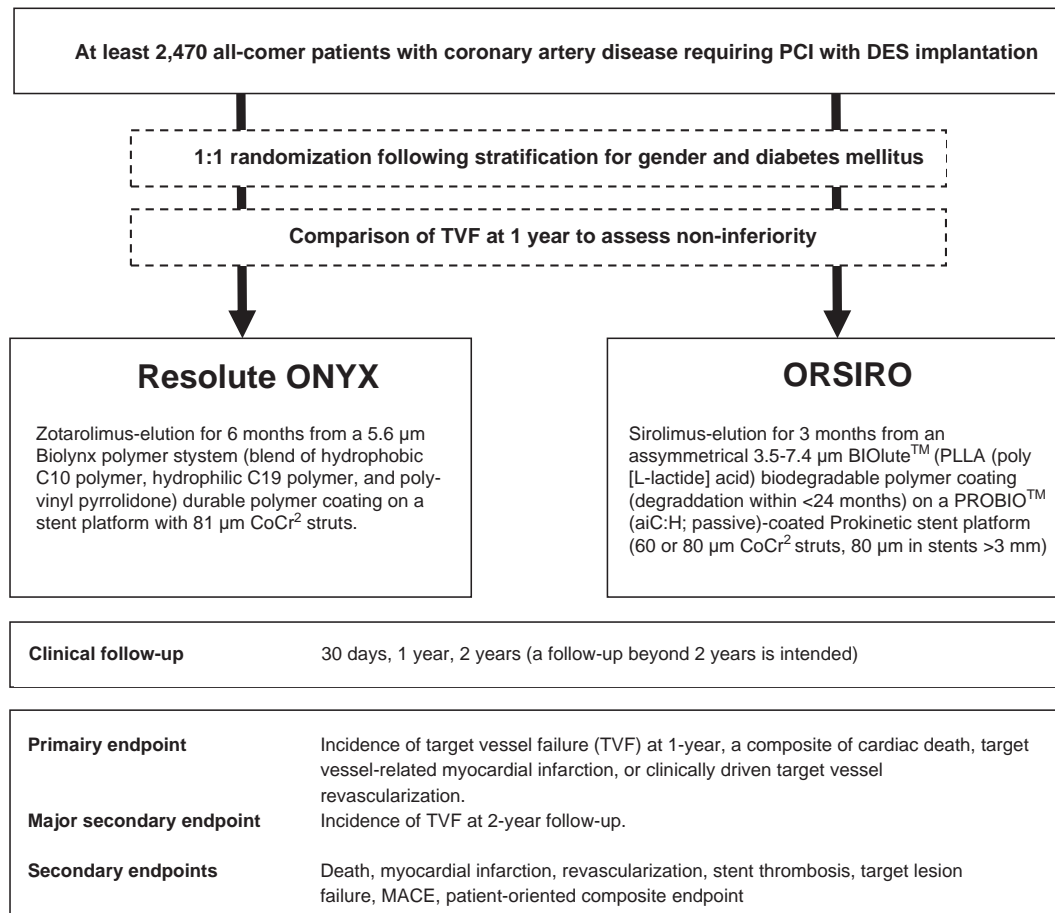 At least 2,470 all-comer patients with coronary artery disease requiring PCI with DES implantation
1:1 randomization following stratification for gender and diabetes mellitus
Comparison of TVF at 1 year to assess non-inferiority
Resolute ONYX
Zotarolimus-elution for 6 months from a 5.6 µm
Biolynx polymer stystem (blend of hydrophobic
C10 polymer, hydrophilic C19 polymer, and poly-
vinyl pyrrolidone) durable polymer coating on a
stent platform with 81 µm CoCr² struts.
ORSIRO
Sirolimus-elution for 3 months from an
assymmetrical 3.5-7.4 µm BIOlute™ (PLLA (poly
[L-lactide] acid) biodegradable polymer coating
(degraddation within <24 months) on a PROBIO™
(aiC:H; passive)-coated Prokinetic stent platform
(60 or 80 µm CoCr² struts, 80 µm in stents >3 mm)
Clinical follow-up 30 days, 1 year, 2 years (a follow-up beyond 2 years is intended)
Primairy endpoint Incidence of target vessel failure (TVF) at 1-year, a composite of cardiac death, target
vessel-related myocardial infarction, or clinically driven target vessel
revascularization.
Major secondary endpoint Incidence of TVF at 2-year follow-up.
Secondary endpoints Death, myocardial infarction, revascularization, stent thrombosis, target lesion
failure, MACE, patient-oriented composite endpoint